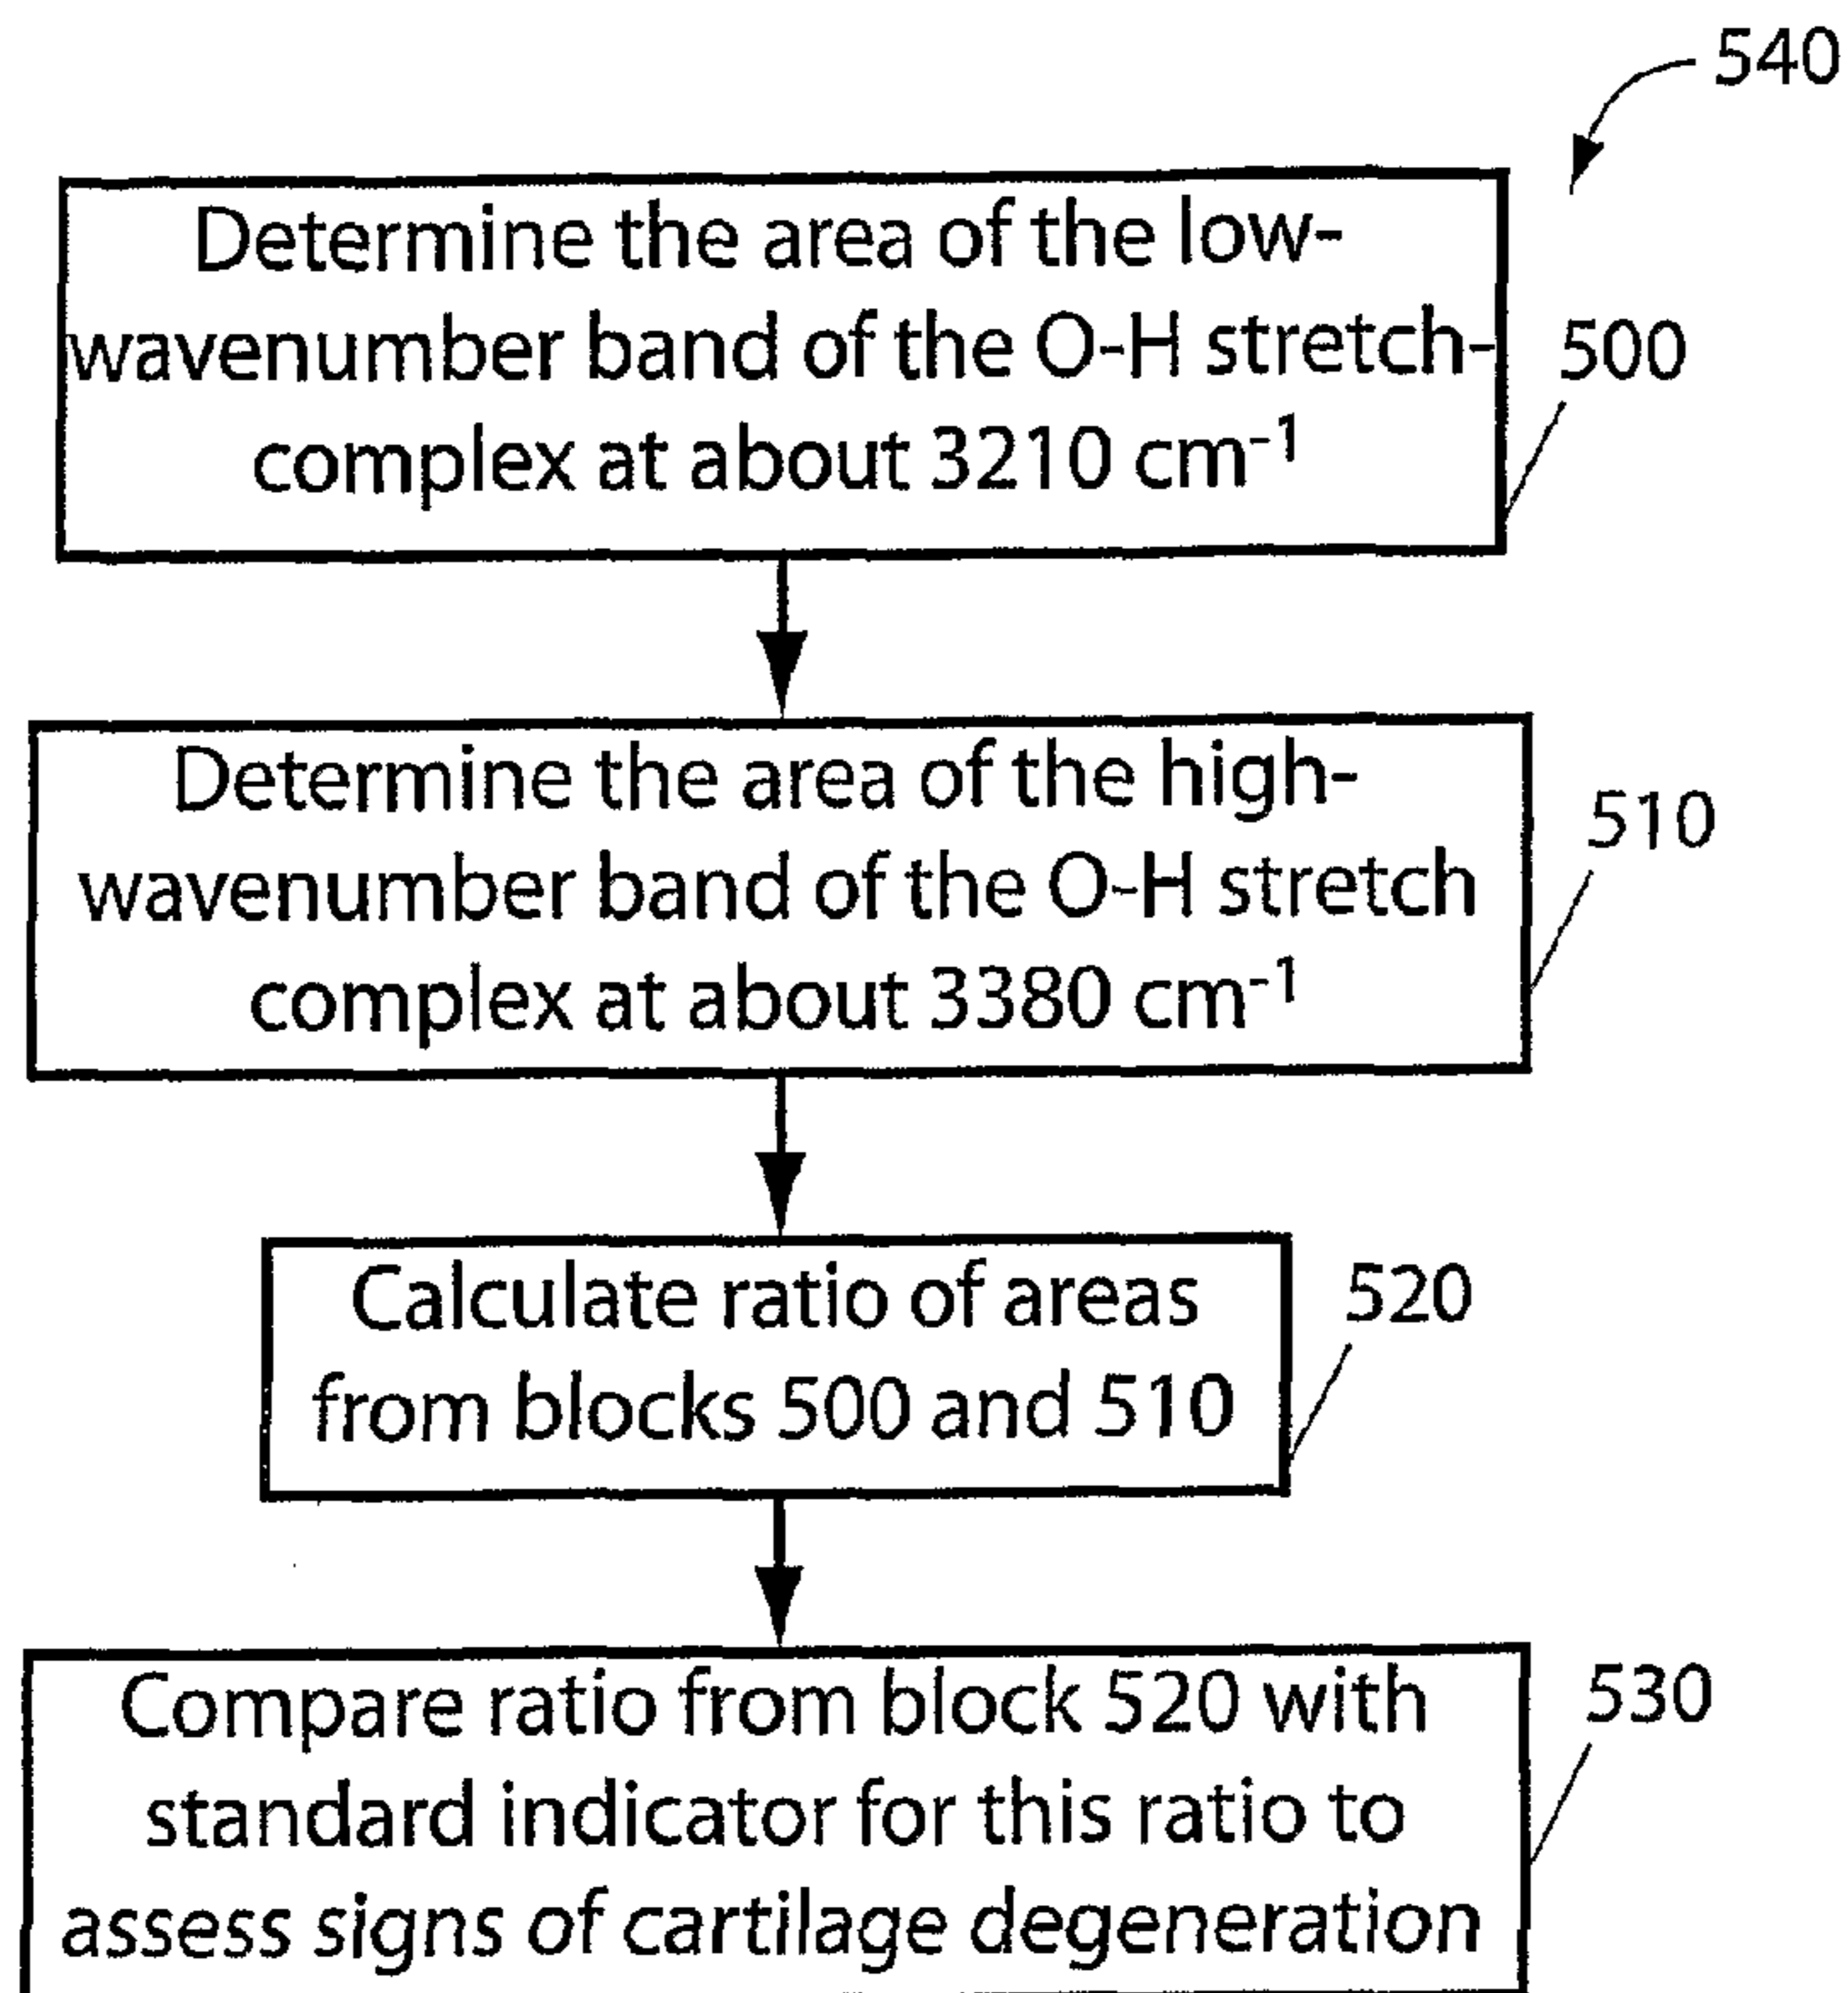 540
Determine the area of the low-
wavenumber band of the O-H stretch-
complex at about 3210 cm⁻¹
500
Determine the area of the high-
wavenumber band of the O-H stretch
complex at about 3380 cm⁻¹
510
Calculate ratio of areas
from blocks 500 and 510
520
Compare ratio from block 520 with
standard indicator for this ratio to
assess signs of cartilage degeneration
530